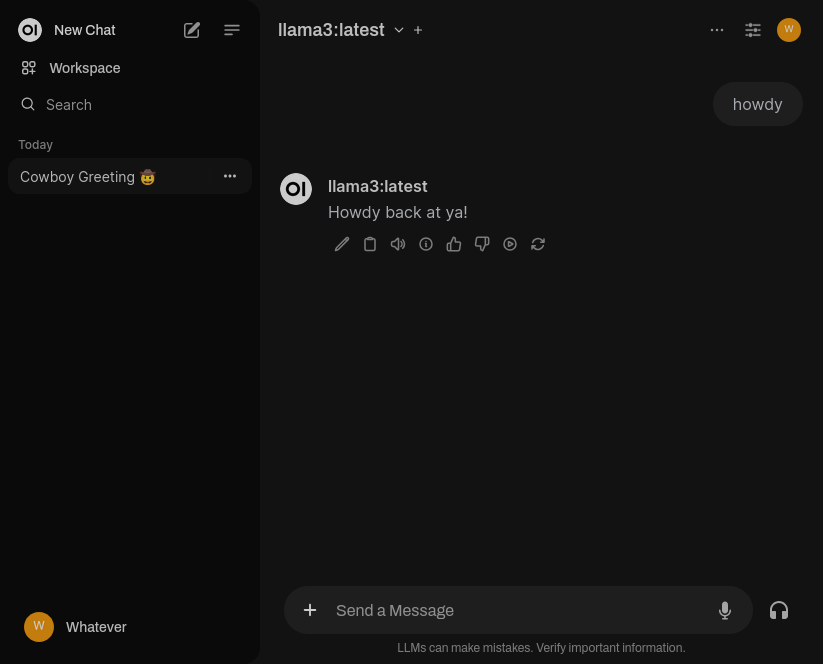 OI New Chat
Workspace
Search
Today
Cowboy Greeting 🤠
W Whatever
llama3:latest
W
howdy
OI llama3:latest
Howdy back at ya!
Send a Message
LLMs can make mistakes. Verify important information.